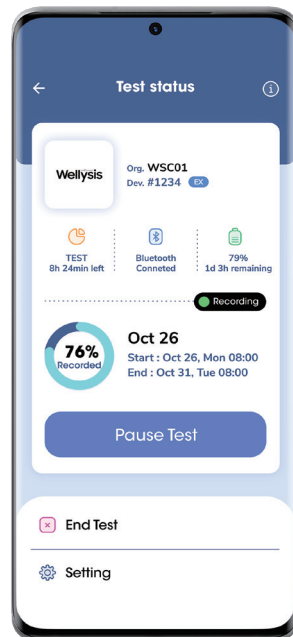 Test status
Wellysis
Org. WSC01
Dev. #1234 EX
TEST
8h 24min left
Bluetooth
Conneted
79%
1d 3h remaining
Recording
76%
Recorded
Oct 26
Start : Oct 26, Mon 08:00
End : Oct 31, Tue 08:00
Pause Test
End Test
Setting